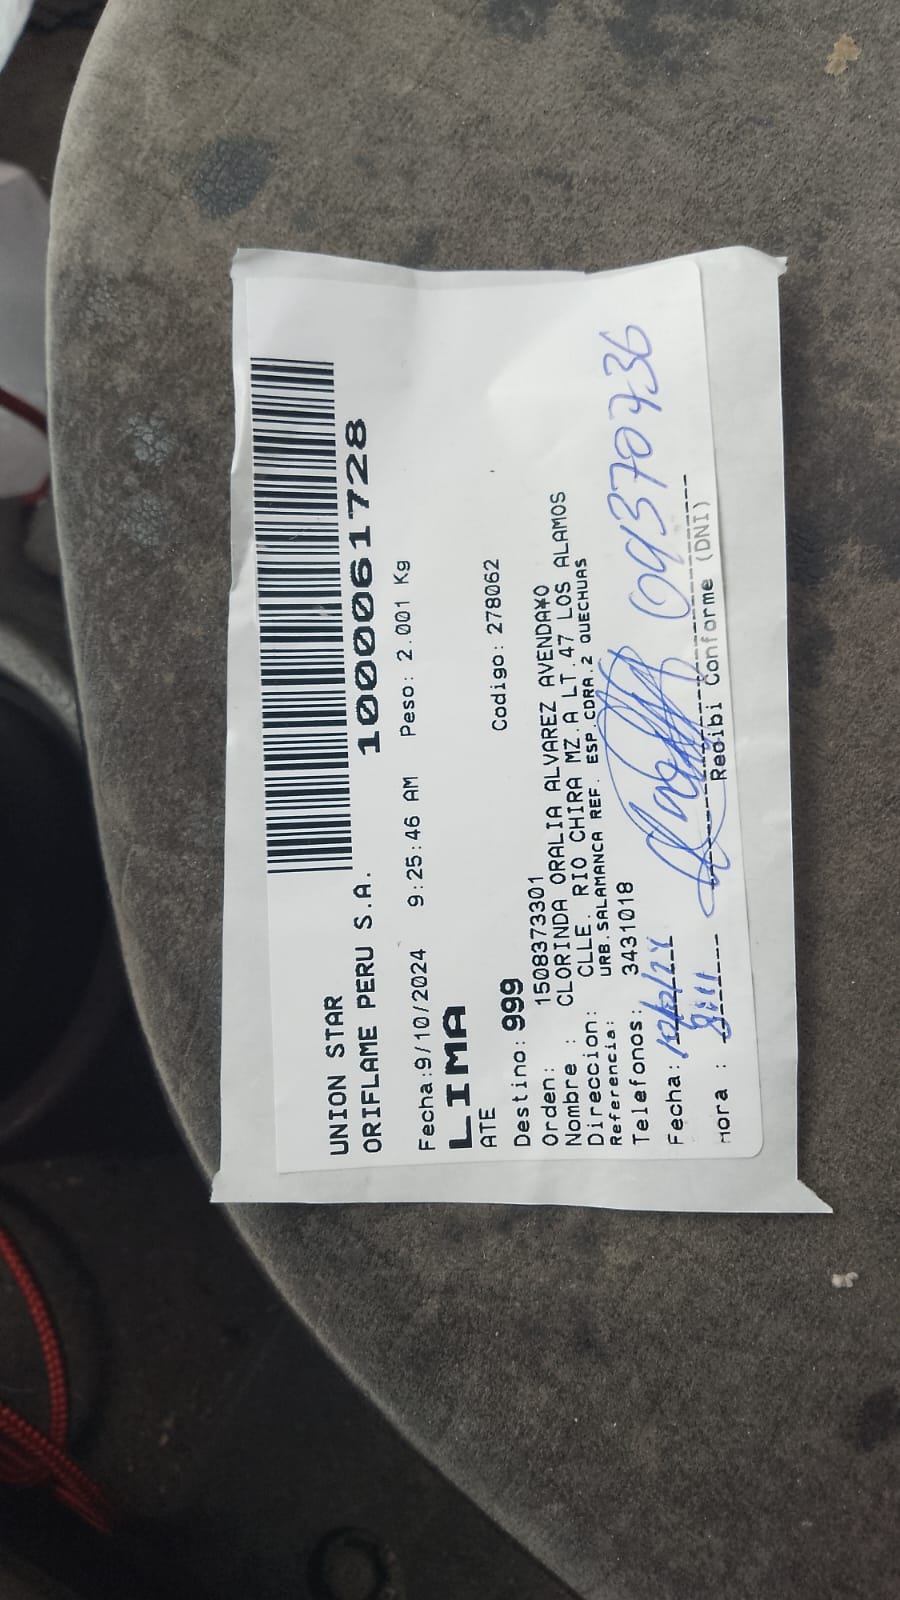 UNION STAR
ORIFLAME PERU S.A. 1000061728
Fecha:9/10/2024 9:25:46 AM Peso: 2.001 Kg
LIMA
ATE
Destino: 999 Codigo: 278062
Orden: 1508373301
Nombre : CLORINDA ORALIA ALVAREZ AVENDA¥O
Direccion: CLLE. RIO CHIRA MZ.A LT.47 LOS ALAMOS
Referencia: URB.SALAMANCA REF. ESP.CDRA.2 QUECHUAS
Telefonos: 3431018
Fecha: 09370736
Hora :
Recibi Conforme (DNI)